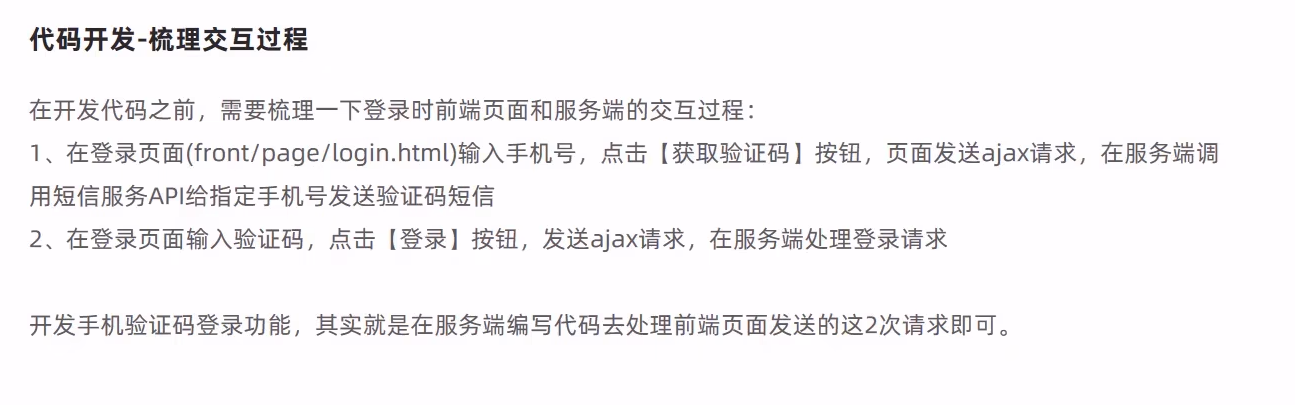 代码开发-梳理交互过程
在开发代码之前，需要梳理一下登录时前端页面和服务端的交互过程：
1、在登录页面(front/page/login.html)输入手机号，点击【获取验证码】按钮，页面发送ajax请求，在服务端调
用短信服务API给指定手机号发送验证码短信
2、在登录页面输入验证码，点击【登录】按钮，发送ajax请求，在服务端处理登录请求
开发手机验证码登录功能，其实就是在服务端编写代码去处理前端页面发送的这2次请求即可。